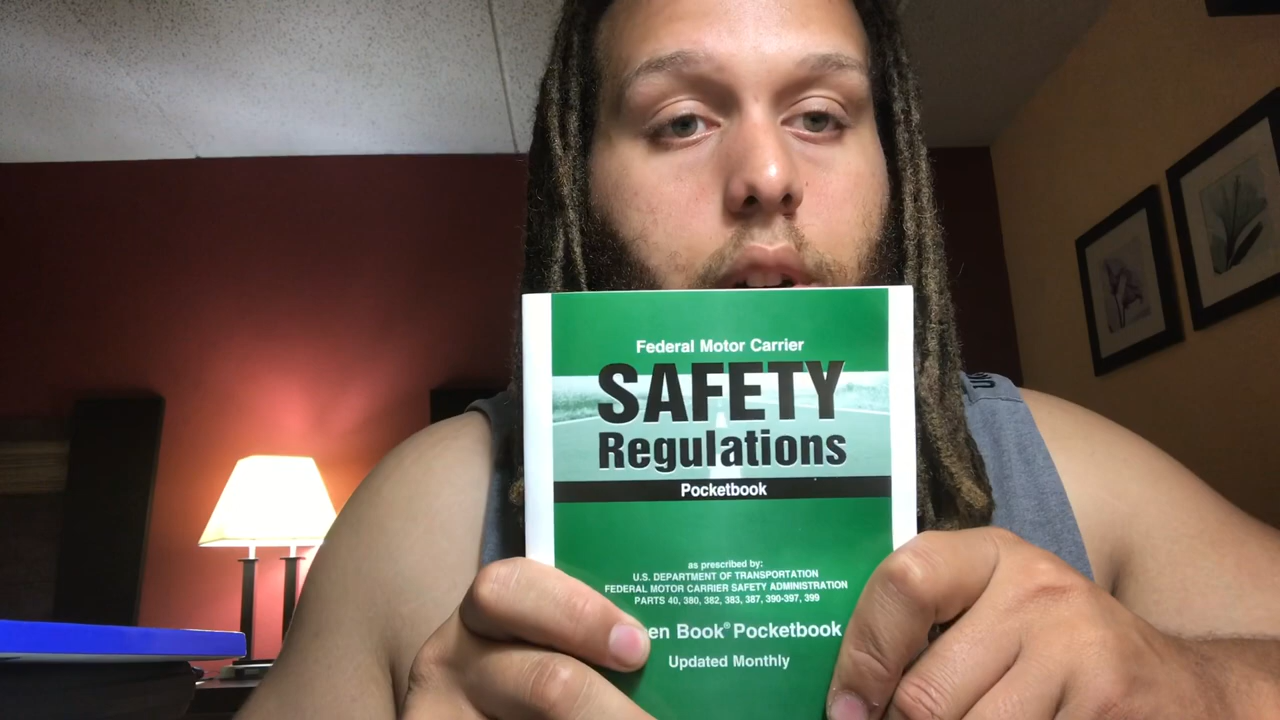 Federal Motor Carrier
SAFETY
Regulations
Pocketbook
as prescribed by:
U.S. DEPARTMENT OF TRANSPORTATION
FEDERAL MOTOR CARRIER SAFETY ADMINISTRATION
PARTS 40, 380, 382, 383, 387, 390-397, 399
en Book® Pocketbook
Updated Monthly